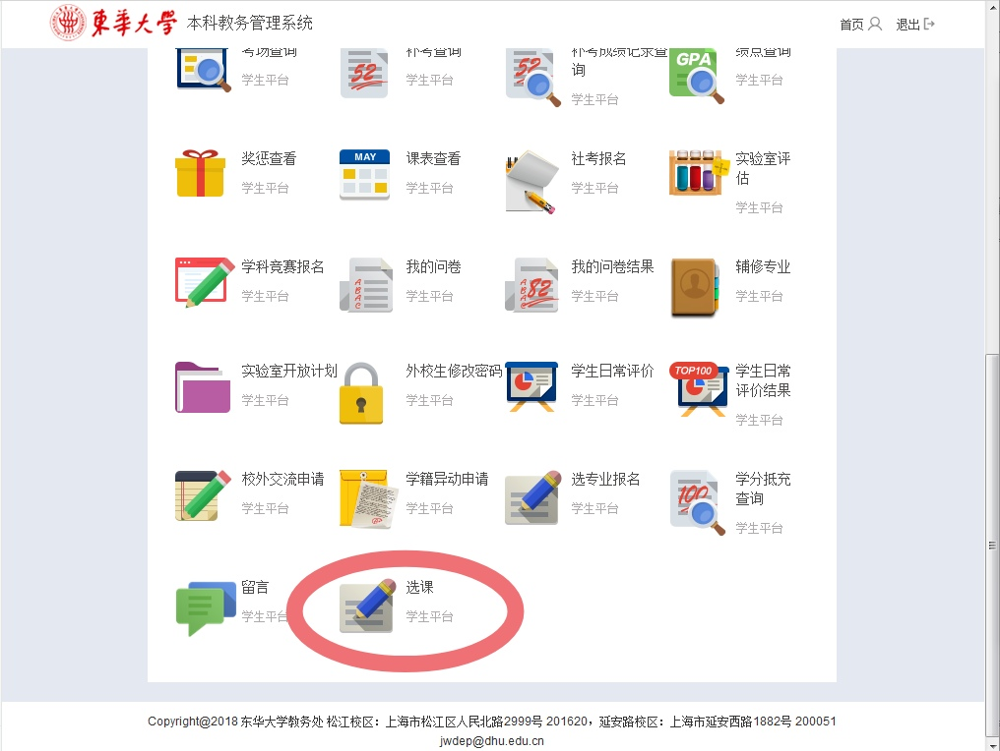 東華大学 本科教务管理系统 首页 退出
考场查询 补考查询 补考成绩记录查
询 GPA 绩点查询
52 学生平台 学生平台 52 学生平台 学生平台
奖惩查看 MAY 课表查看 社考报名 实验室评
估
学生平台 学生平台 学生平台 学生平台
学科竞赛报名 我的问卷 我的问卷结果 辅修专业
学生平台 ABAC 学生平台 ABAC 82 学生平台 学生平台
实验室开放计划 外校生修改密码 学生日常评价 TOP100 学生日常
评价结果
学生平台 学生平台 学生平台 学生平台
校外交流申请 学籍异动申请 选专业报名 100 学分抵充
查询
学生平台 学生平台 学生平台 学生平台
留言 选课
学生平台 学生平台
Copyright@2018 东华大学教务处 松江校区：上海市松江区人民北路2999号 201620，延安路校区：上海市延安西路1882号 200051
jwdep@dhu.edu.cn